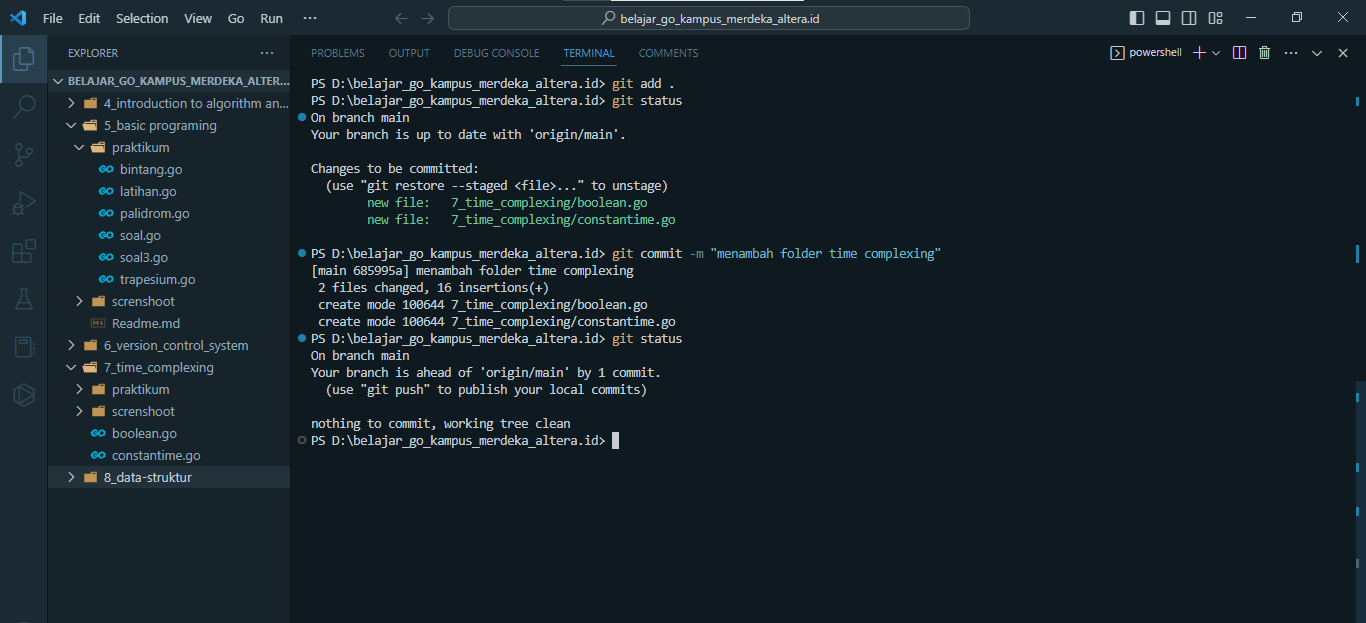 File Edit Selection View Go Run ...
belajar_go_kampus_merdeka_altera.id
EXPLORER
BELAJAR_GO_KAMPUS_MERDEKA_ALTER...
4_introduction to algorithm an...
5_basic programing
praktikum
bintang.go
latihan.go
palidrom.go
soal.go
soal3.go
trapesium.go
screnshoot
Readme.md
6_version_control_system
7_time_complexing
praktikum
screnshoot
boolean.go
constantime.go
8_data-struktur
PROBLEMS OUTPUT DEBUG CONSOLE TERMINAL COMMENTS
powershell
PS D:\belajar_go_kampus_merdeka_altera.id> git add .
PS D:\belajar_go_kampus_merdeka_altera.id> git status
On branch main
Your branch is up to date with 'origin/main'.
Changes to be committed:
(use "git restore --staged <file>..." to unstage)
new file:   7_time_complexing/boolean.go
new file:   7_time_complexing/constantime.go
PS D:\belajar_go_kampus_merdeka_altera.id> git commit -m "menambah folder time complexing"
[main 685995a] menambah folder time complexing
2 files changed, 16 insertions(+)
create mode 100644 7_time_complexing/boolean.go
create mode 100644 7_time_complexing/constantime.go
PS D:\belajar_go_kampus_merdeka_altera.id> git status
On branch main
Your branch is ahead of 'origin/main' by 1 commit.
(use "git push" to publish your local commits)
nothing to commit, working tree clean
PS D:\belajar_go_kampus_merdeka_altera.id>